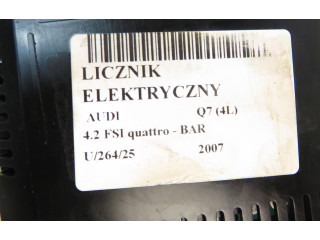 LICZNIK
ELEKTRYCZNY
AUDI Q7 (4L)
4.2 FSI quattro - BAR
U/264/25 2007